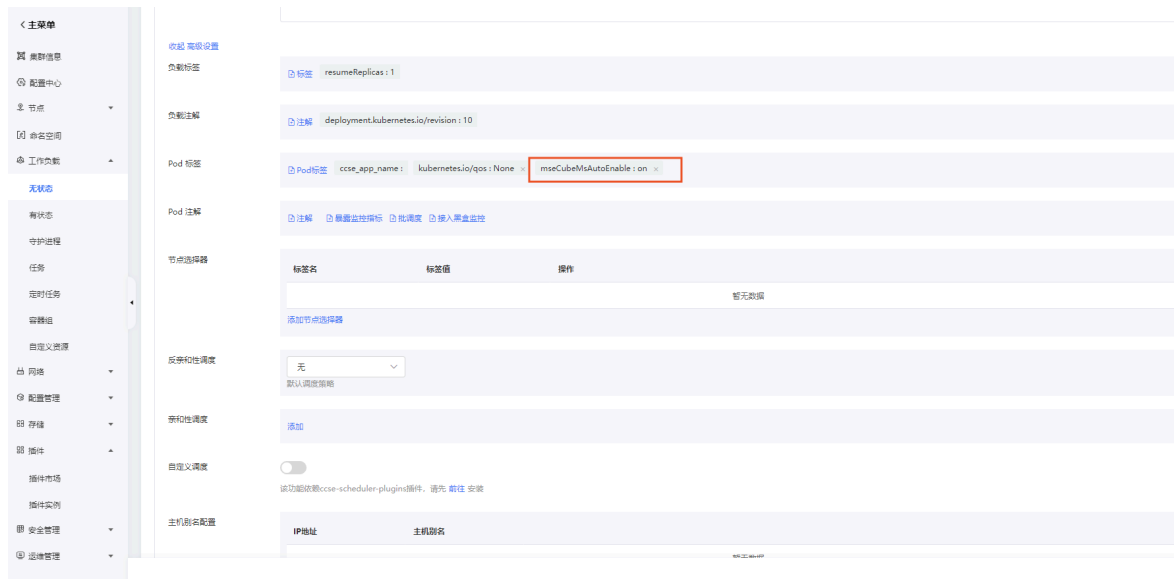 主菜单
集群信息
配置中心
节点
命名空间
工作负载
无状态
有状态
守护进程
任务
定时任务
容器组
自定义资源
网络
配置管理
存储
插件
插件市场
插件实例
安全管理
运维管理
收起 高级设置
负载标签
标签 resumeReplicas : 1
负载注解
注解 deployment.kubernetes.io/revision : 10
Pod 标签
Pod标签 ccse_app_name : kubernetes.io/qos : None × mseCubeMsAutoEnable : on ×
Pod 注解
注解 暴露监控指标 批调度 接入黑盒监控
节点选择器
标签名 标签值 操作
暂无数据
添加节点选择器
反亲和性调度
无
默认调度策略
亲和性调度
添加
自定义调度
该功能依赖ccse-scheduler-plugins插件，请先 前往 安装
主机别名配置
IP地址 主机别名
暂无数据